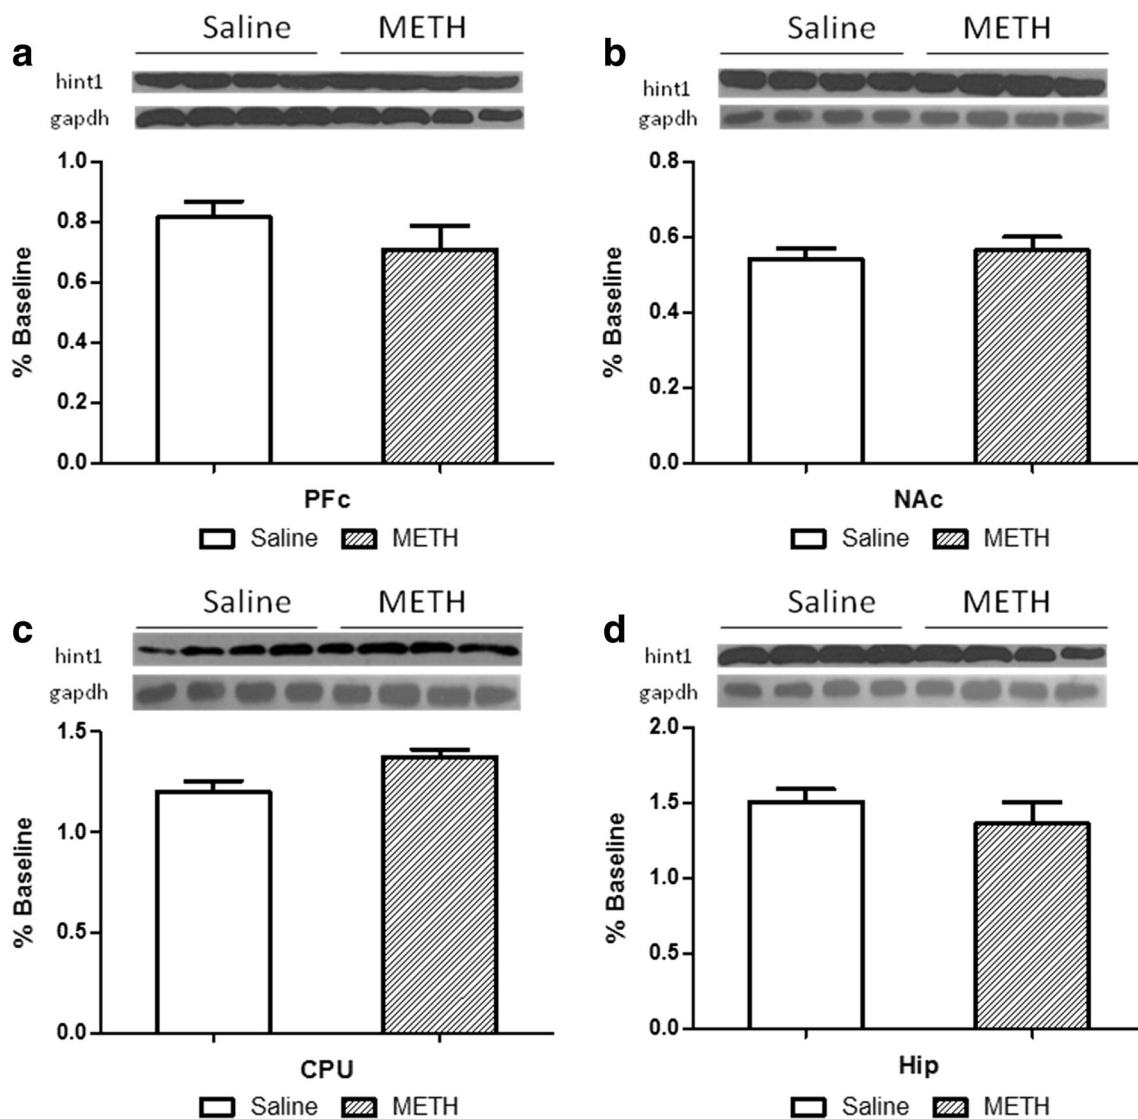 a
Saline METH
hint1
gapdh
1.0
0.8
0.6
0.4
0.2
0.0
% Baseline
PFc
Saline METH
b
Saline METH
hint1
gapdh
0.8
0.6
0.4
0.2
0.0
% Baseline
NAc
Saline METH
c
Saline METH
hint1
gapdh
1.5
1.0
0.5
0.0
% Baseline
CPU
Saline METH
d
Saline METH
hint1
gapdh
2.0
1.5
1.0
0.5
0.0
% Baseline
Hip
Saline METH